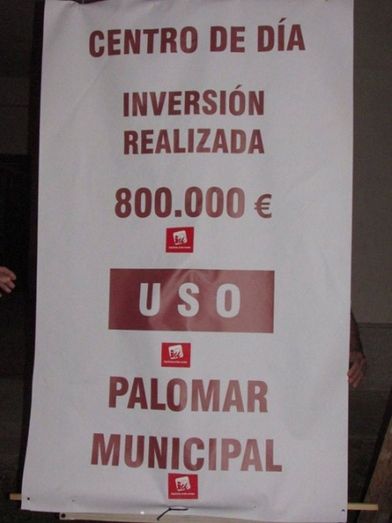 CENTRO DE DÍA
INVERSIÓN
REALIZADA
800.000 €
USO
PALOMAR
MUNICIPAL